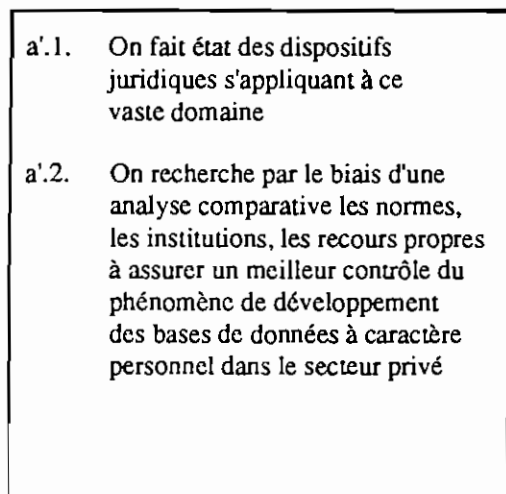 a'.1. On fait état des dispositifs
juridiques s'appliquant à ce
vaste domaine
a'.2. On recherche par le biais d'une
analyse comparative les normes,
les institutions, les recours propres
à assurer un meilleur contrôle du
phénomène de développement
des bases de données à caractère
personnel dans le secteur privé